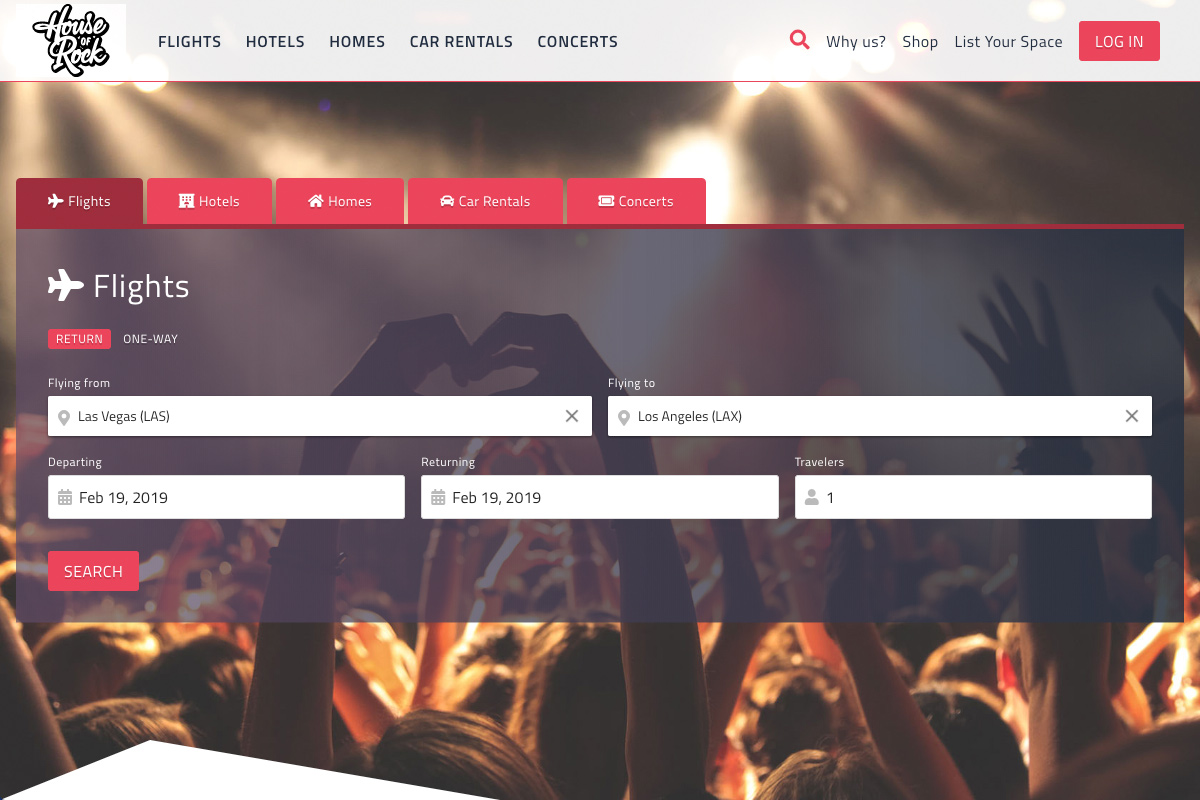 House
OF
Rock
FLIGHTS HOTELS HOMES CAR RENTALS CONCERTS Why us? Shop List Your Space LOG IN
Flights Hotels Homes Car Rentals Concerts
Flights
RETURN ONE-WAY
Flying from Flying to
Las Vegas (LAS) Los Angeles (LAX)
Departing Returning Travelers
Feb 19, 2019 Feb 19, 2019 1
SEARCH